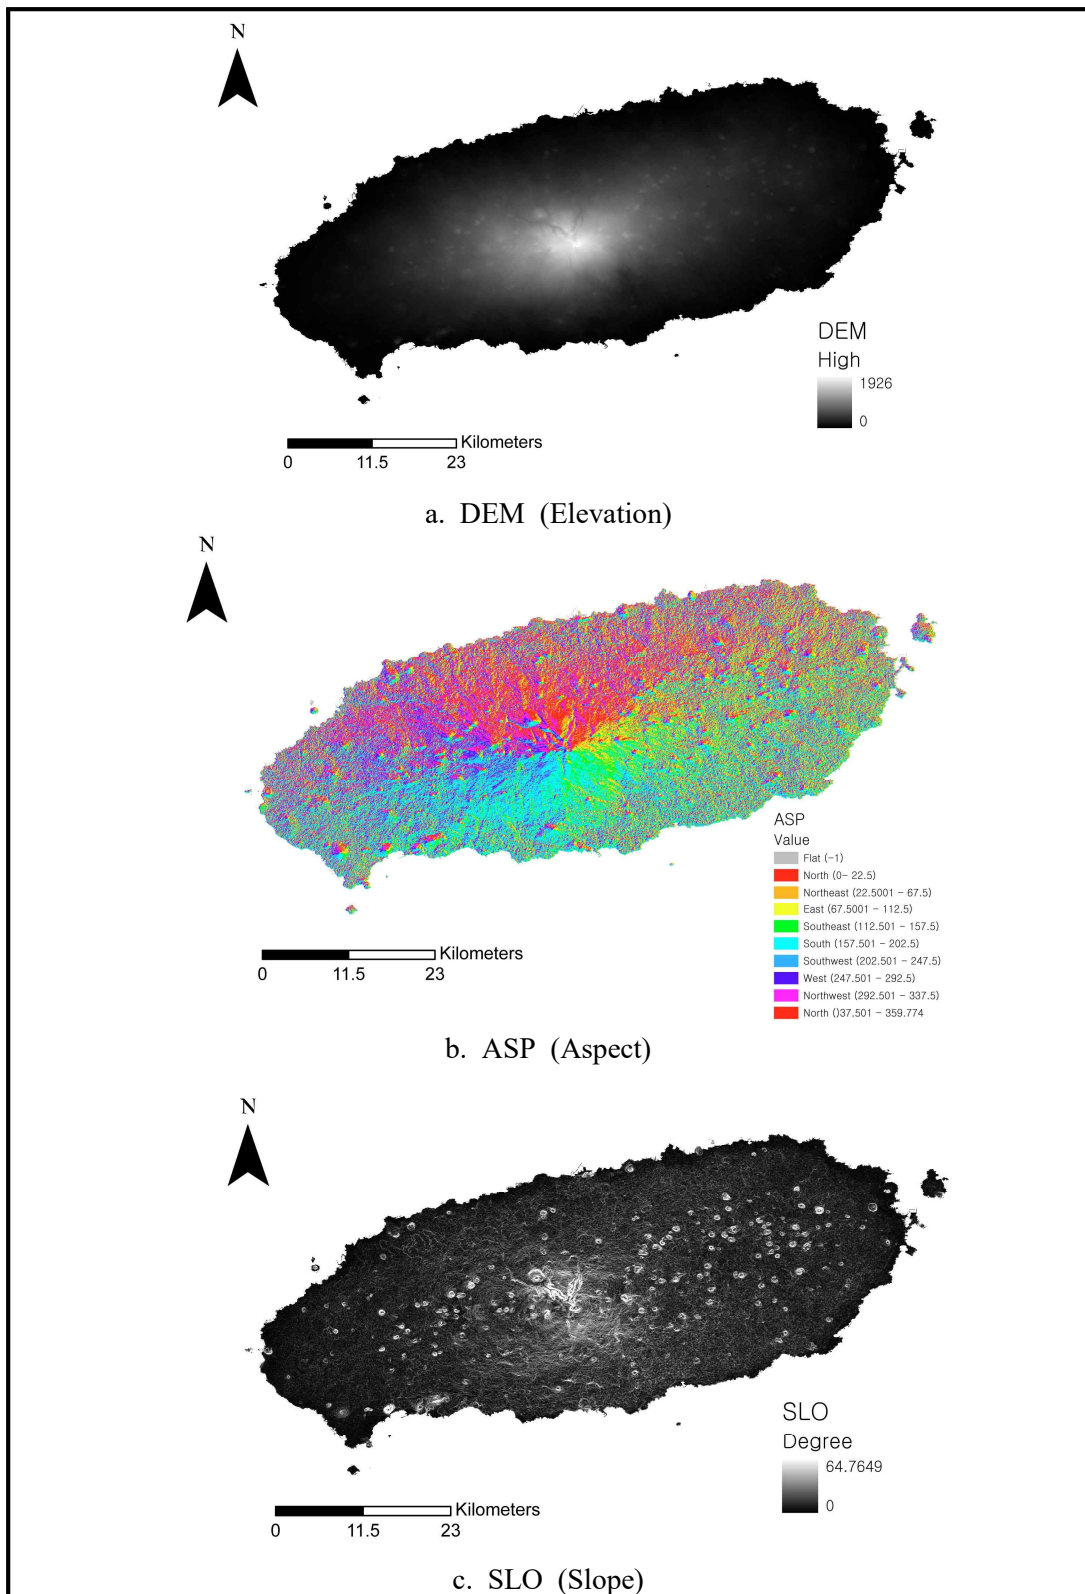 N
DEM
High
1926
0
Kilometers
0 11.5 23
a. DEM (Elevation)
N
ASP
Value
Flat (-1)
North (0- 22.5)
Northeast (22.5001 - 67.5)
East (67.5001 - 112.5)
Southeast (112.501 - 157.5)
South (157.501 - 202.5)
Southwest (202.501 - 247.5)
West (247.501 - 292.5)
Northwest (292.501 - 337.5)
North ()37.501 - 359.774
Kilometers
0 11.5 23
b. ASP (Aspect)
N
SLO
Degree
64.7649
0
Kilometers
0 11.5 23
c. SLO (Slope)